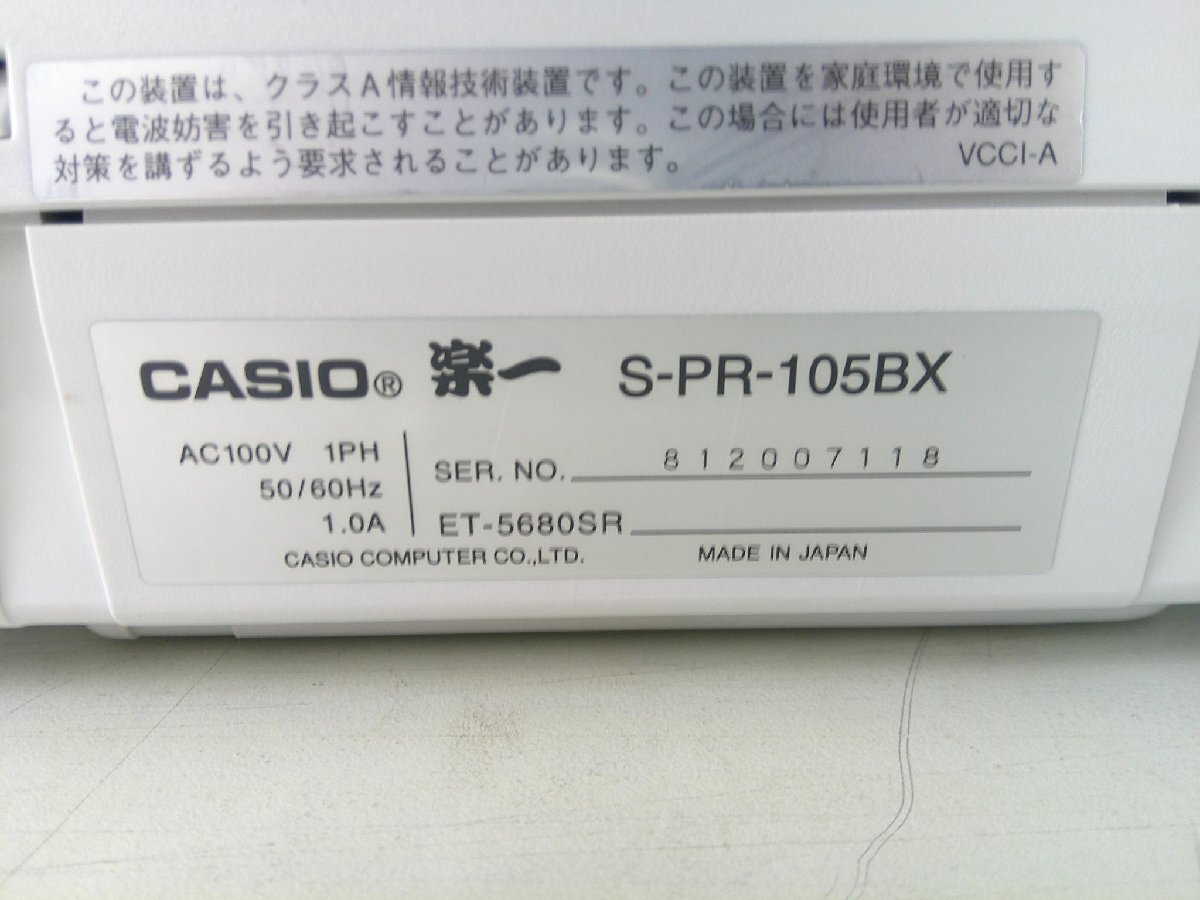 この装置は、クラスA情報技術装置です。この装置を家庭環境で使用す
ると電波妨害を引き起こすことがあります。この場合には使用者が適切な
対策を講ずるよう要求されることがあります。 VCCI-A
CASIO® 楽一 S-PR-105BX
AC100V 1PH
50/60Hz
1.0A
SER. NO. 812007118
ET-5680SR
CASIO COMPUTER CO.,LTD. MADE IN JAPAN